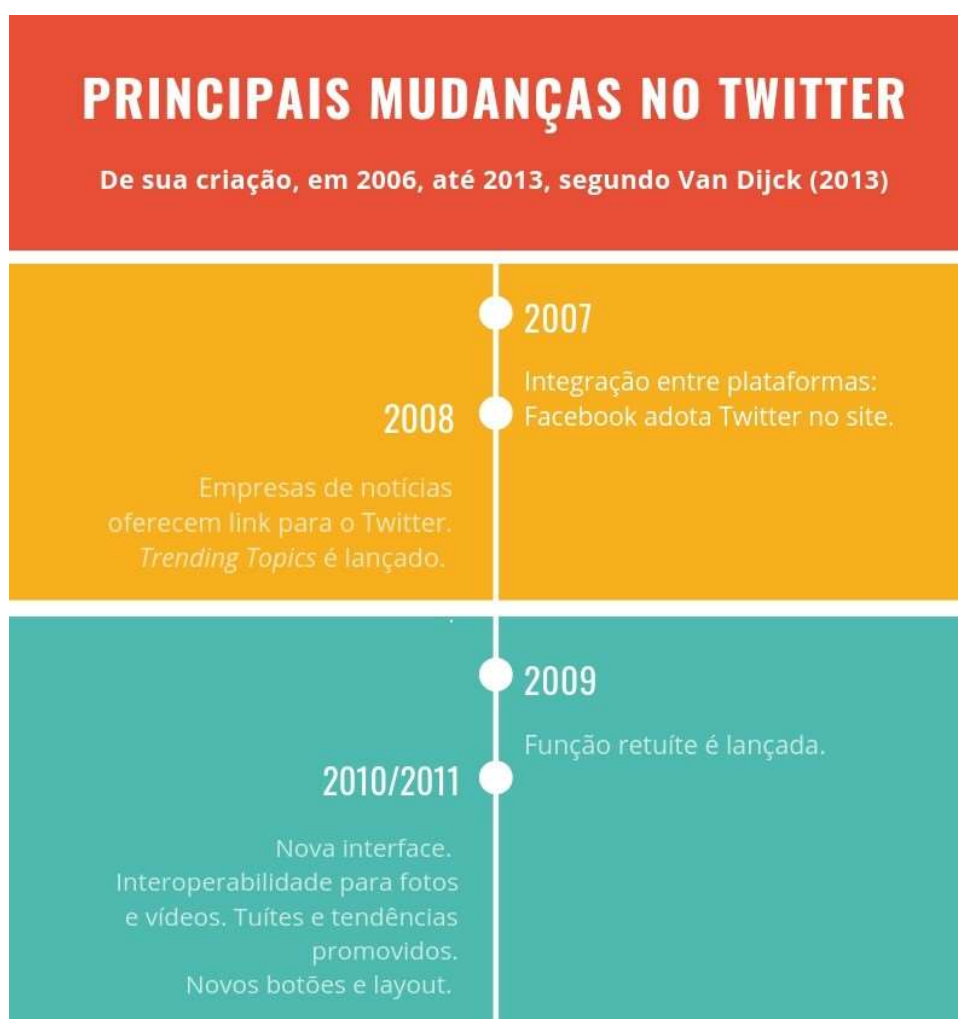 PRINCIPAIS MUDANÇAS NO TWITTER
De sua criação, em 2006, até 2013, segundo Van Dijck (2013)
2007
Integração entre plataformas:
Facebook adota Twitter no site.
2008
Empresas de notícias
oferecem link para o Twitter.
Trending Topics é lançado.
.
2009
Função retuíte é lançada.
2010/2011
Nova interface.
Interoperabilidade para fotos
e vídeos. Tuítes e tendências
promovidos.
Novos botões e layout.